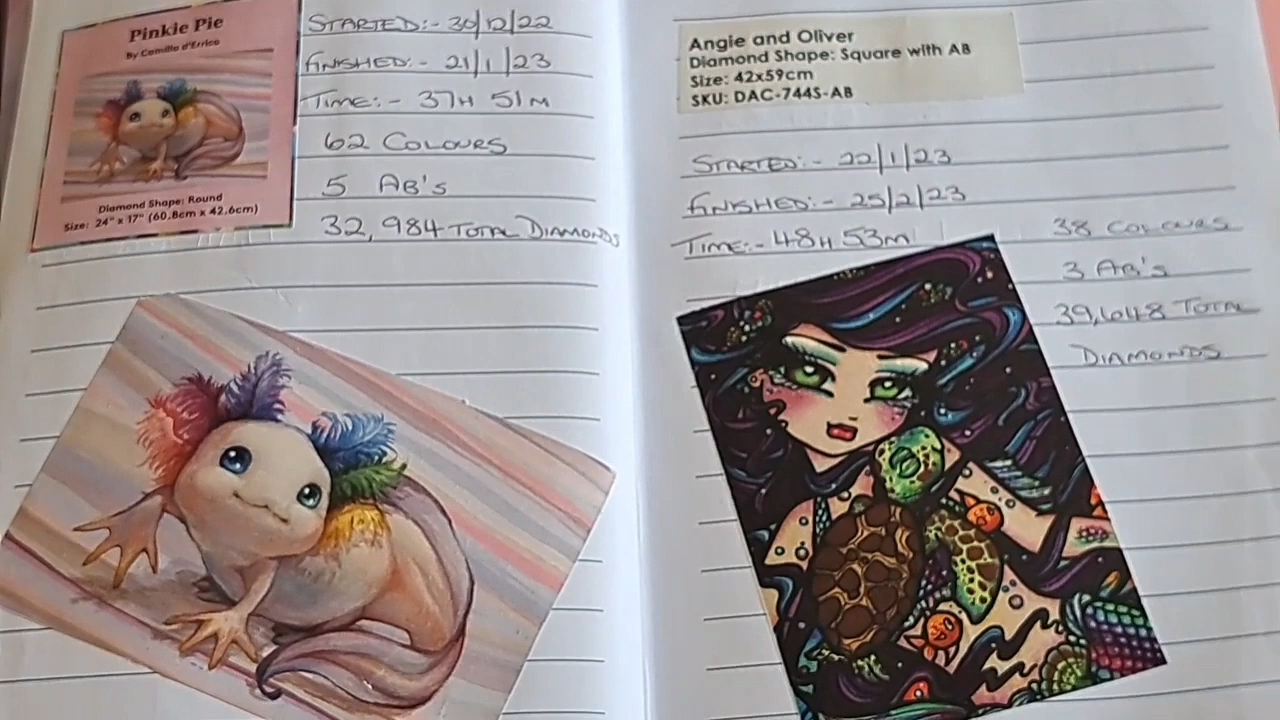 Pinkie Pie
By Camilla d'Errico
Diamond Shape: Round
Size: 24" x 17" (60.8cm x 42.6cm)
STARTED:- 30/12/22
FINISHED:- 21/1/23
TIME:- 37H 51M
62 COLOURS
5 AB'S
32,984 TOTAL DIAMONDS
Angie and Oliver
Diamond Shape: Square with AB
Size: 42x59cm
SKU: DAC-744S-AB
STARTED:- 22/1/23
FINISHED:- 25/2/23
TIME:- 48H 53M
38 COLOURS
3 AB'S
39,648 TOTAL
DIAMONDS